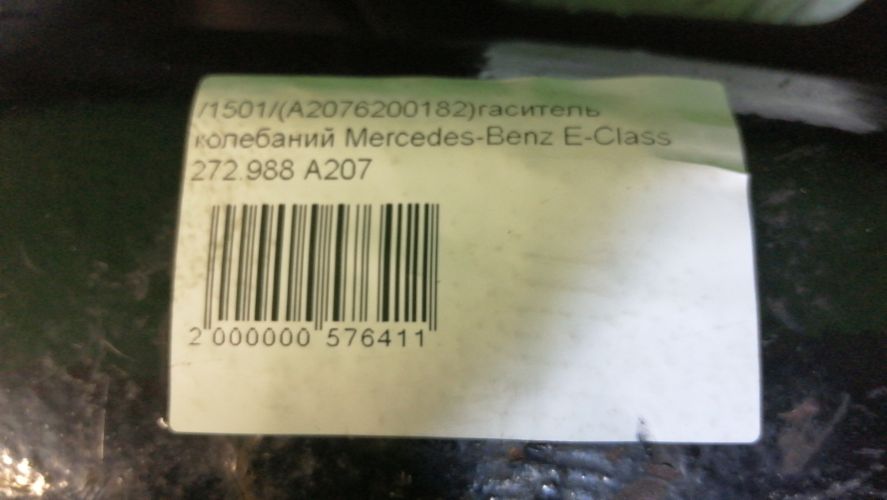 /1501/(A2076200182)гаситель
колебаний Mercedes-Benz E-Class
272.988 A207
2 000000 576411